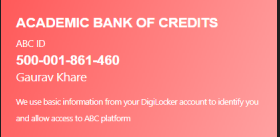 ACADEMIC BANK OF CREDITS
ABC ID
500-001-861-460
Gaurav Khare
We use basic information from your DigiLocker account to identify you
and allow access to ABC platform